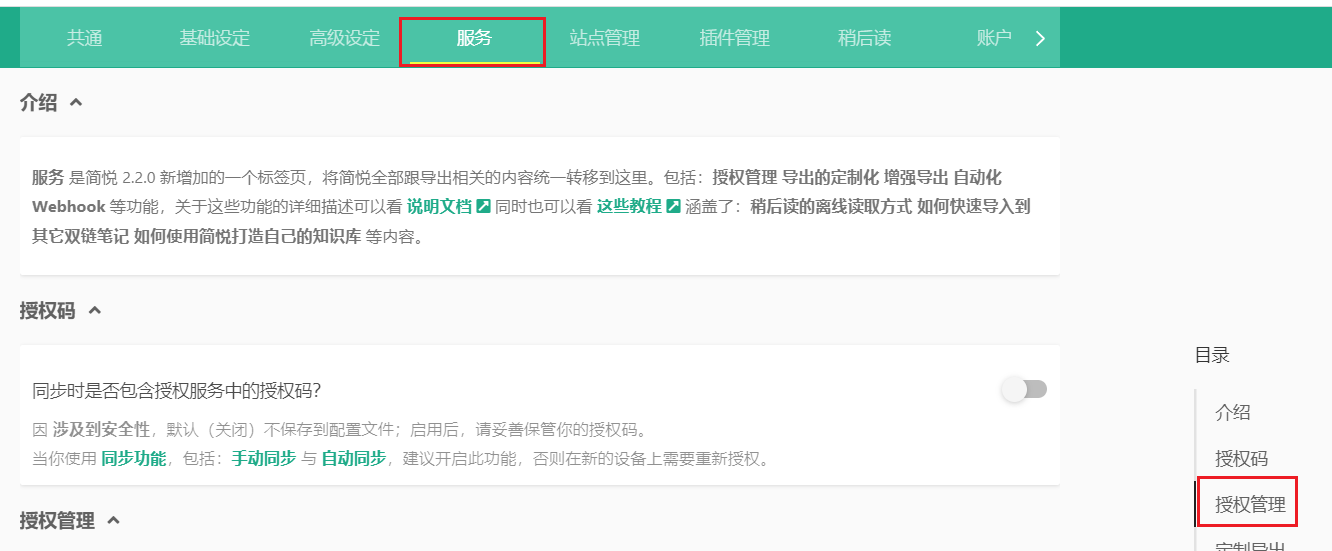 共通 基础设定 高级设定 服务 站点管理 插件管理 稍后读 账户
介绍
服务 是简悦 2.2.0 新增加的一个标签页，将简悦全部跟导出相关的内容统一转移到这里。包括：授权管理 导出的定制化 增强导出 自动化
Webhook 等功能，关于这些功能的详细描述可以看 说明文档 同时也可以看 这些教程 涵盖了：稍后读的离线读取方式 如何快速导入到
其它双链笔记 如何使用简悦打造自己的知识库 等内容。
授权码
同步时是否包含授权服务中的授权码？
因 涉及到安全性，默认（关闭）不保存到配置文件；启用后，请妥善保管你的授权码。
当你使用 同步功能，包括：手动同步 与 自动同步，建议开启此功能，否则在新的设备上需要重新授权。
授权管理
目录
介绍
授权码
授权管理
定制导出